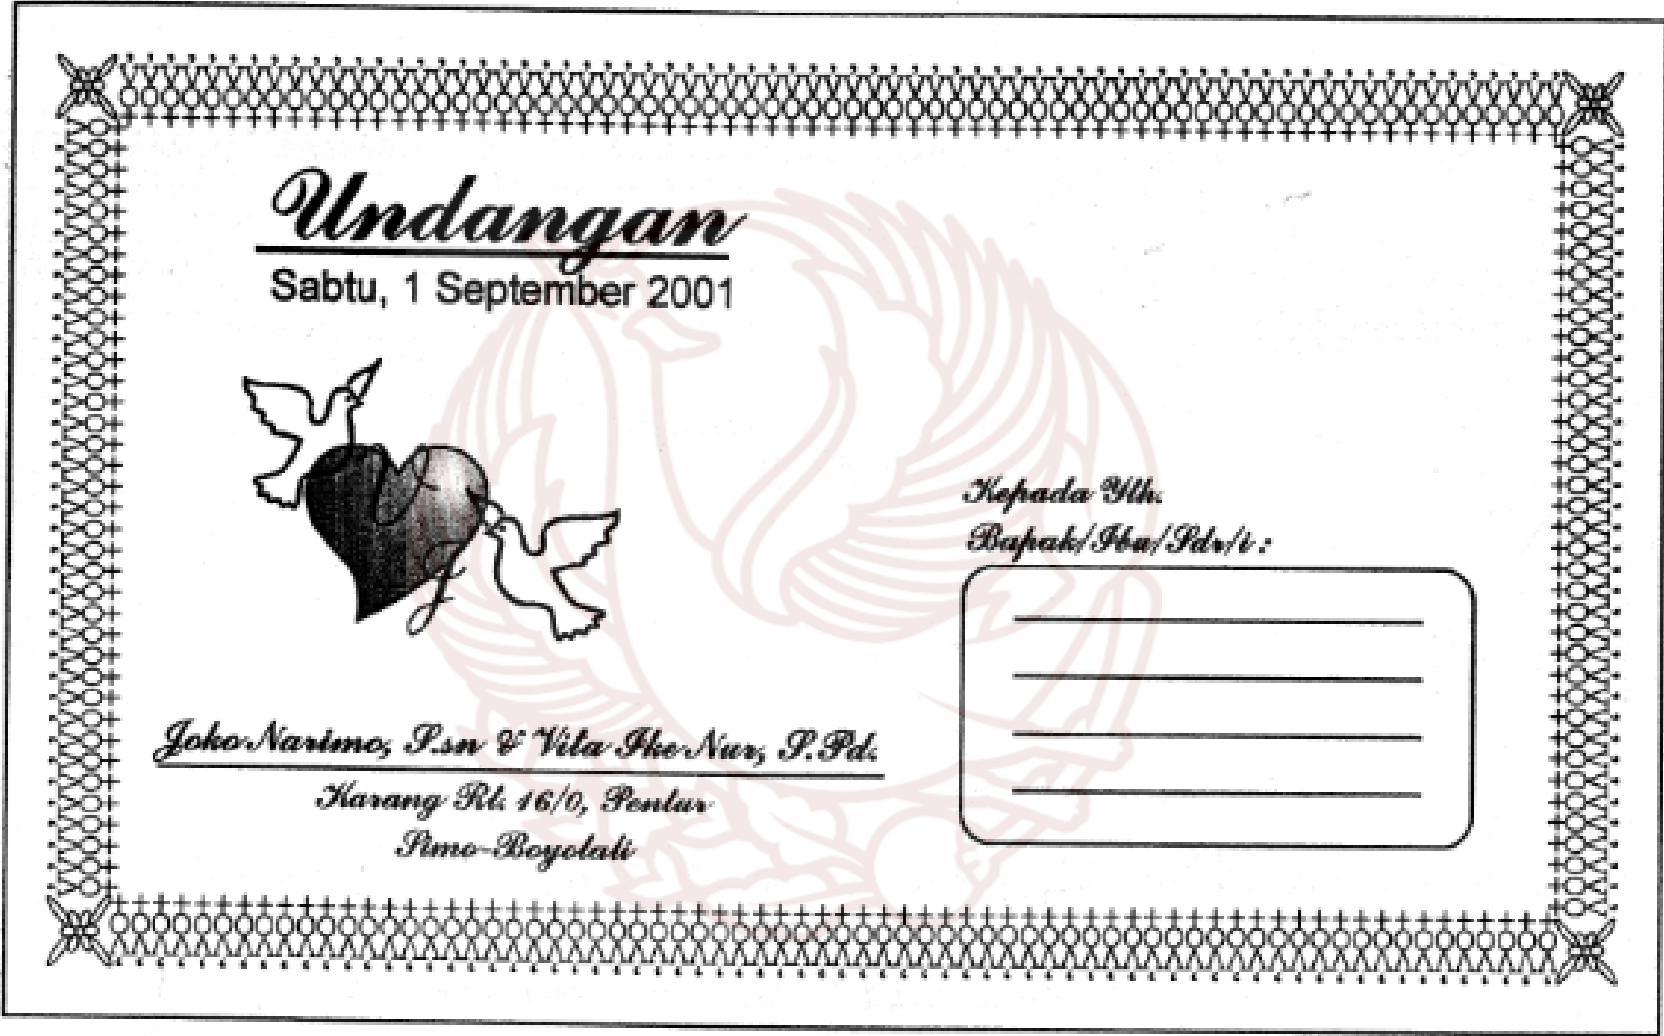 Undangan
Sabtu, 1 September 2001
V
J
Joko Narimo, S.sn & Vita Ike Nur, S.Pd.
Karang Rt. 16/0, Pentur
Simo-Boyolali
Kepada Yth.
Bapak/Ibu/Sdr/i :